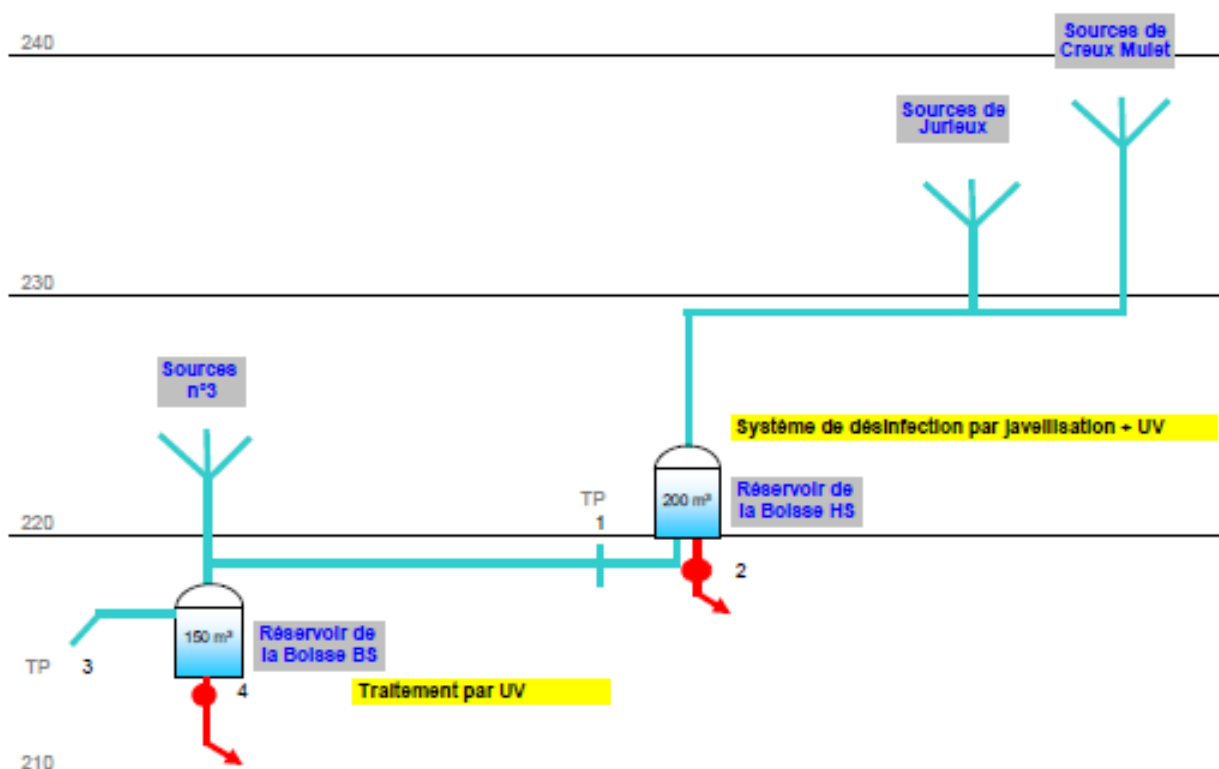 240
Sources de
Creux Mulet
Sources de
Jurieux
230
Sources
n°3
Système de désinfection par javellisation + UV
200 m³
Réservoir de
la Boisse HS
TP
1
220
2
150 m³
Réservoir de
la Boisse BS
TP 3
4
Traitement par UV
210